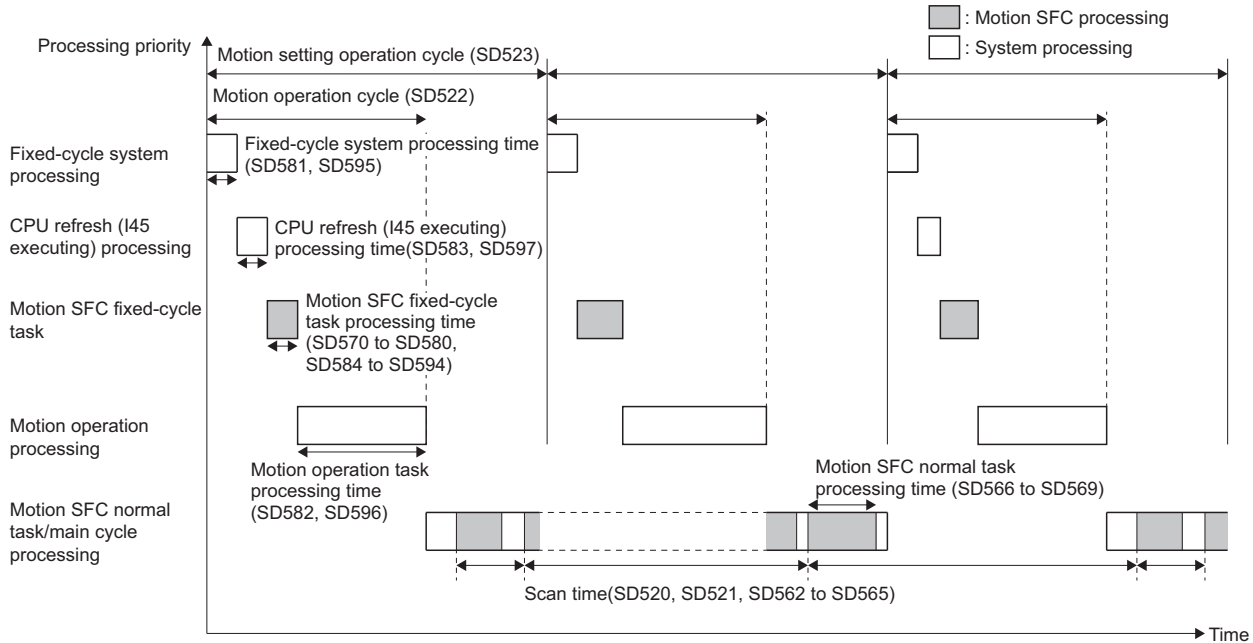 : Motion SFC processing
: System processing
Processing priority
Motion setting operation cycle (SD523)
Motion operation cycle (SD522)
Fixed-cycle system
processing
Fixed-cycle system processing time
(SD581, SD595)
CPU refresh (I45
executing) processing
CPU refresh (I45 executing)
processing time(SD583, SD597)
Motion SFC fixed-cycle
task
Motion SFC fixed-cycle
task processing time
(SD570 to SD580,
SD584 to SD594)
Motion operation
processing
Motion operation task
processing time
(SD582, SD596)
Motion SFC normal task
processing time (SD566 to SD569)
Motion SFC normal
task/main cycle
processing
Scan time(SD520, SD521, SD562 to SD565)
Time